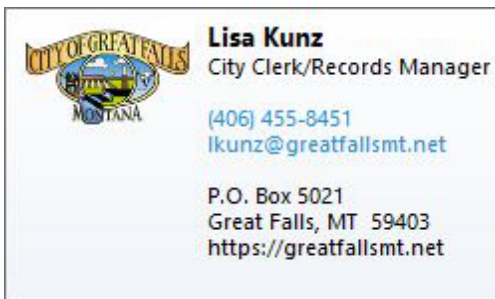 CITY OF GREAT FALLS
MONTANA
Lisa Kunz
City Clerk/Records Manager
(406) 455-8451
lkunz@greatfallsmt.net
P.O. Box 5021
Great Falls, MT  59403
https://greatfallsmt.net